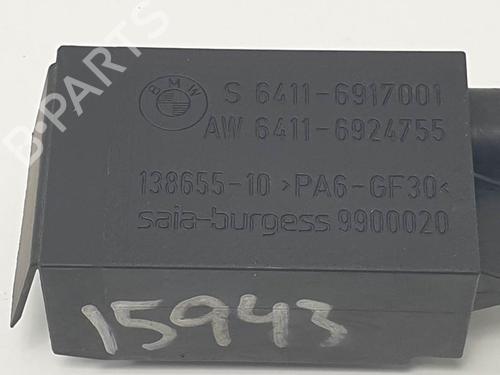 BMW
S 6411-6917001
AW 6411-6924755
138655-10 >PA6-GF30<
saia-burgess 9900020
15943
B-PARTS